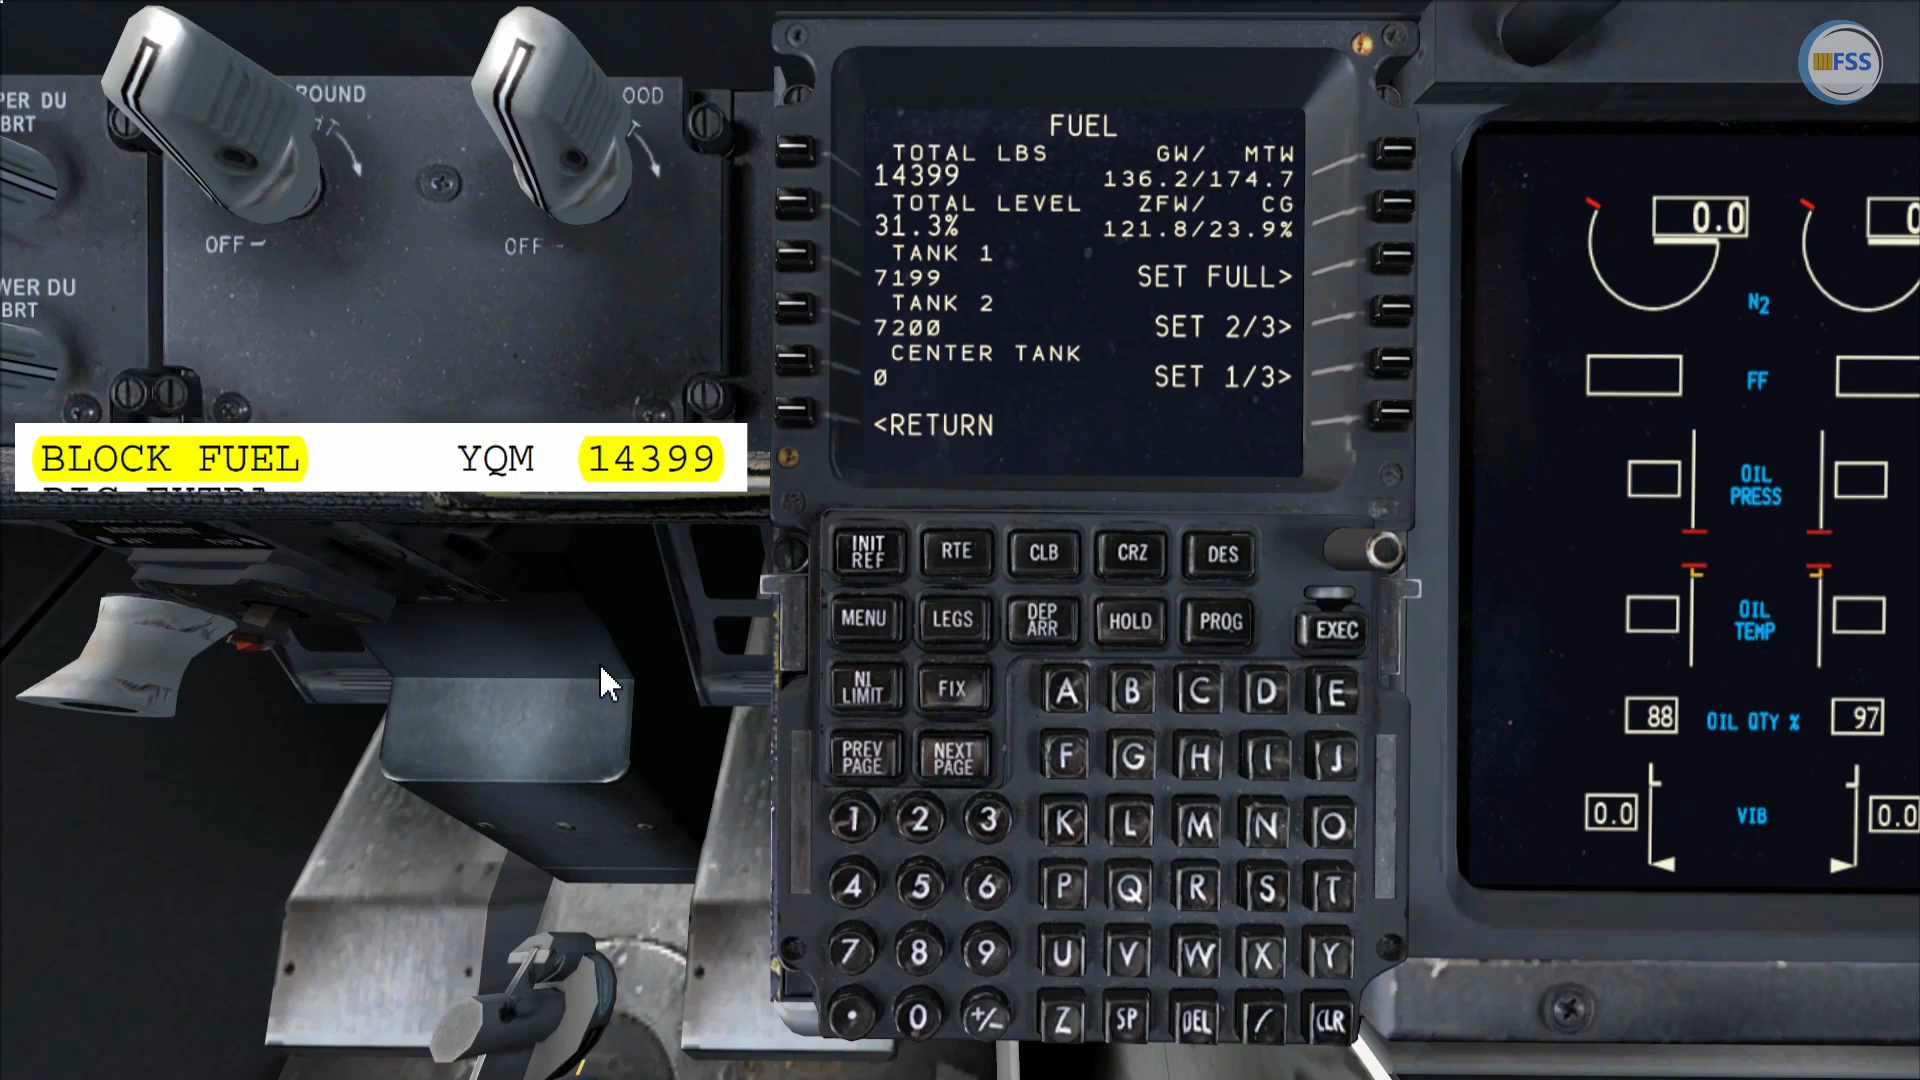 FSS
PER DU
BRT
ROUND
OOD
OFF
OFF
WER DU
BRT
BLOCK FUEL YQM 14399
FUEL
TOTAL LBS GW/ MTW
14399 136.2/174.7
TOTAL LEVEL ZFW/ CG
31.3% 121.8/23.9%
TANK 1
7199 SET FULL>
TANK 2
7200 SET 2/3>
CENTER TANK
0 SET 1/3>
<RETURN
INIT REF RTE CLB CRZ DES
MENU LEGS DEP ARR HOLD PROG EXEC
N1 LIMIT FIX A B C D E
PREV PAGE NEXT PAGE F G H I J
1 2 3 K L M N O
4 5 6 P Q R S T
7 8 9 U V W X Y
. 0 +/- Z SP DEL / CLR
0.0 0
N2
FF
OIL
PRESS
OIL
TEMP
88 OIL QTY % 97
0.0 VIB 0.0